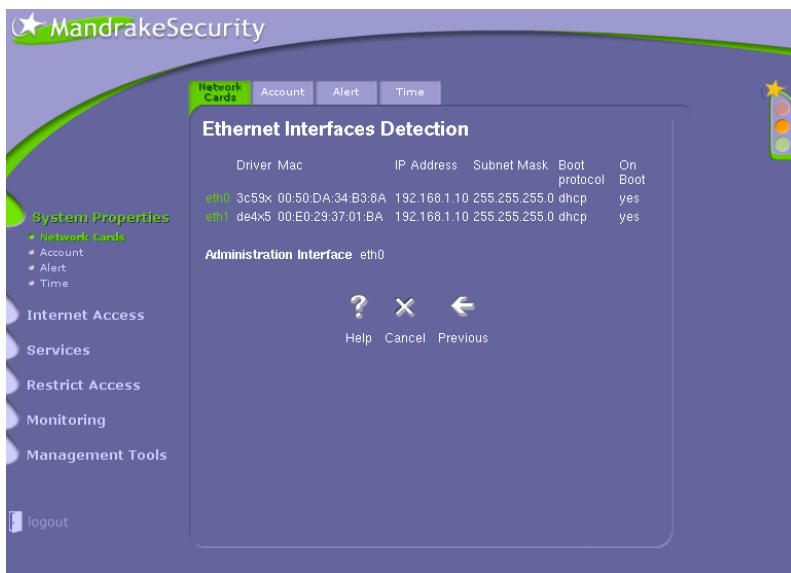 MandrakeSecurity
Network Cards
Account
Alert
Time
Ethernet Interfaces Detection
Driver Mac IP Address Subnet Mask Boot protocol On Boot
eth0 3c59x 00:50:DA:34:B3:8A 192.168.1.10 255.255.255.0 dhcp yes
eth1 de4x5 00:E0:29:37:01:BA 192.168.1.10 255.255.255.0 dhcp yes
Administration Interface eth0
Help Cancel Previous
System Properties
Network Cards
Account
Alert
Time
Internet Access
Services
Restrict Access
Monitoring
Management Tools
logout